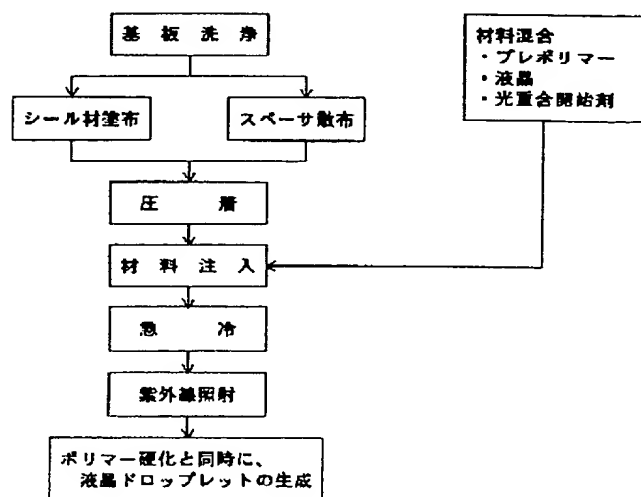 基板洗浄
材料混合
・プレポリマー
・液晶
・光重合開始剤
シール材塗布
スペーサ散布
圧着
材料注入
急冷
紫外線照射
ポリマー硬化と同時に、
液晶ドロップレットの生成